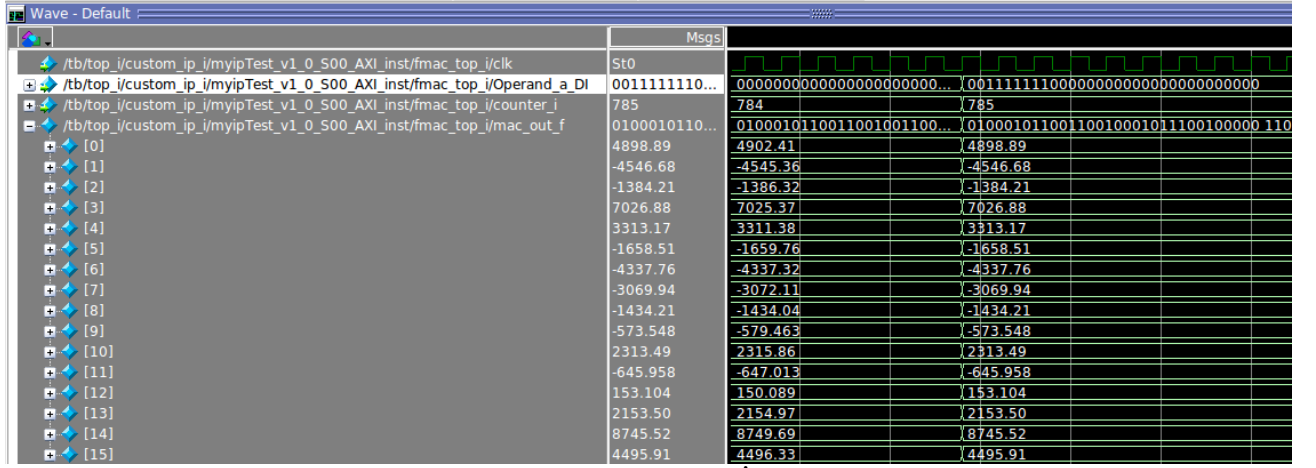 Wave - Default
Msgs
/tb/top_i/custom_ip_i/myipTest_v1_0_S00_AXI_inst/fmac_top_i/clk St0
/tb/top_i/custom_ip_i/myipTest_v1_0_S00_AXI_inst/fmac_top_i/Operand_a_DI 0011111110... 00000000000000000000000... 00111111100000000000000000000000
/tb/top_i/custom_ip_i/myipTest_v1_0_S00_AXI_inst/fmac_top_i/counter_i 785 784 785
/tb/top_i/custom_ip_i/myipTest_v1_0_S00_AXI_inst/fmac_top_i/mac_out_f 0100010110... 0100010110011001001100... 01000101100110010001011100100000 110
[0] 4898.89 4902.41 4898.89
[1] -4546.68 -4545.36 -4546.68
[2] -1384.21 -1386.32 -1384.21
[3] 7026.88 7025.37 7026.88
[4] 3313.17 3311.38 3313.17
[5] -1658.51 -1659.76 -1658.51
[6] -4337.76 -4337.32 -4337.76
[7] -3069.94 -3072.11 -3069.94
[8] -1434.21 -1434.04 -1434.21
[9] -573.548 -579.463 -573.548
[10] 2313.49 2315.86 2313.49
[11] -645.958 -647.013 -645.958
[12] 153.104 150.089 153.104
[13] 2153.50 2154.97 2153.50
[14] 8745.52 8749.69 8745.52
[15] 4495.91 4496.33 4495.91